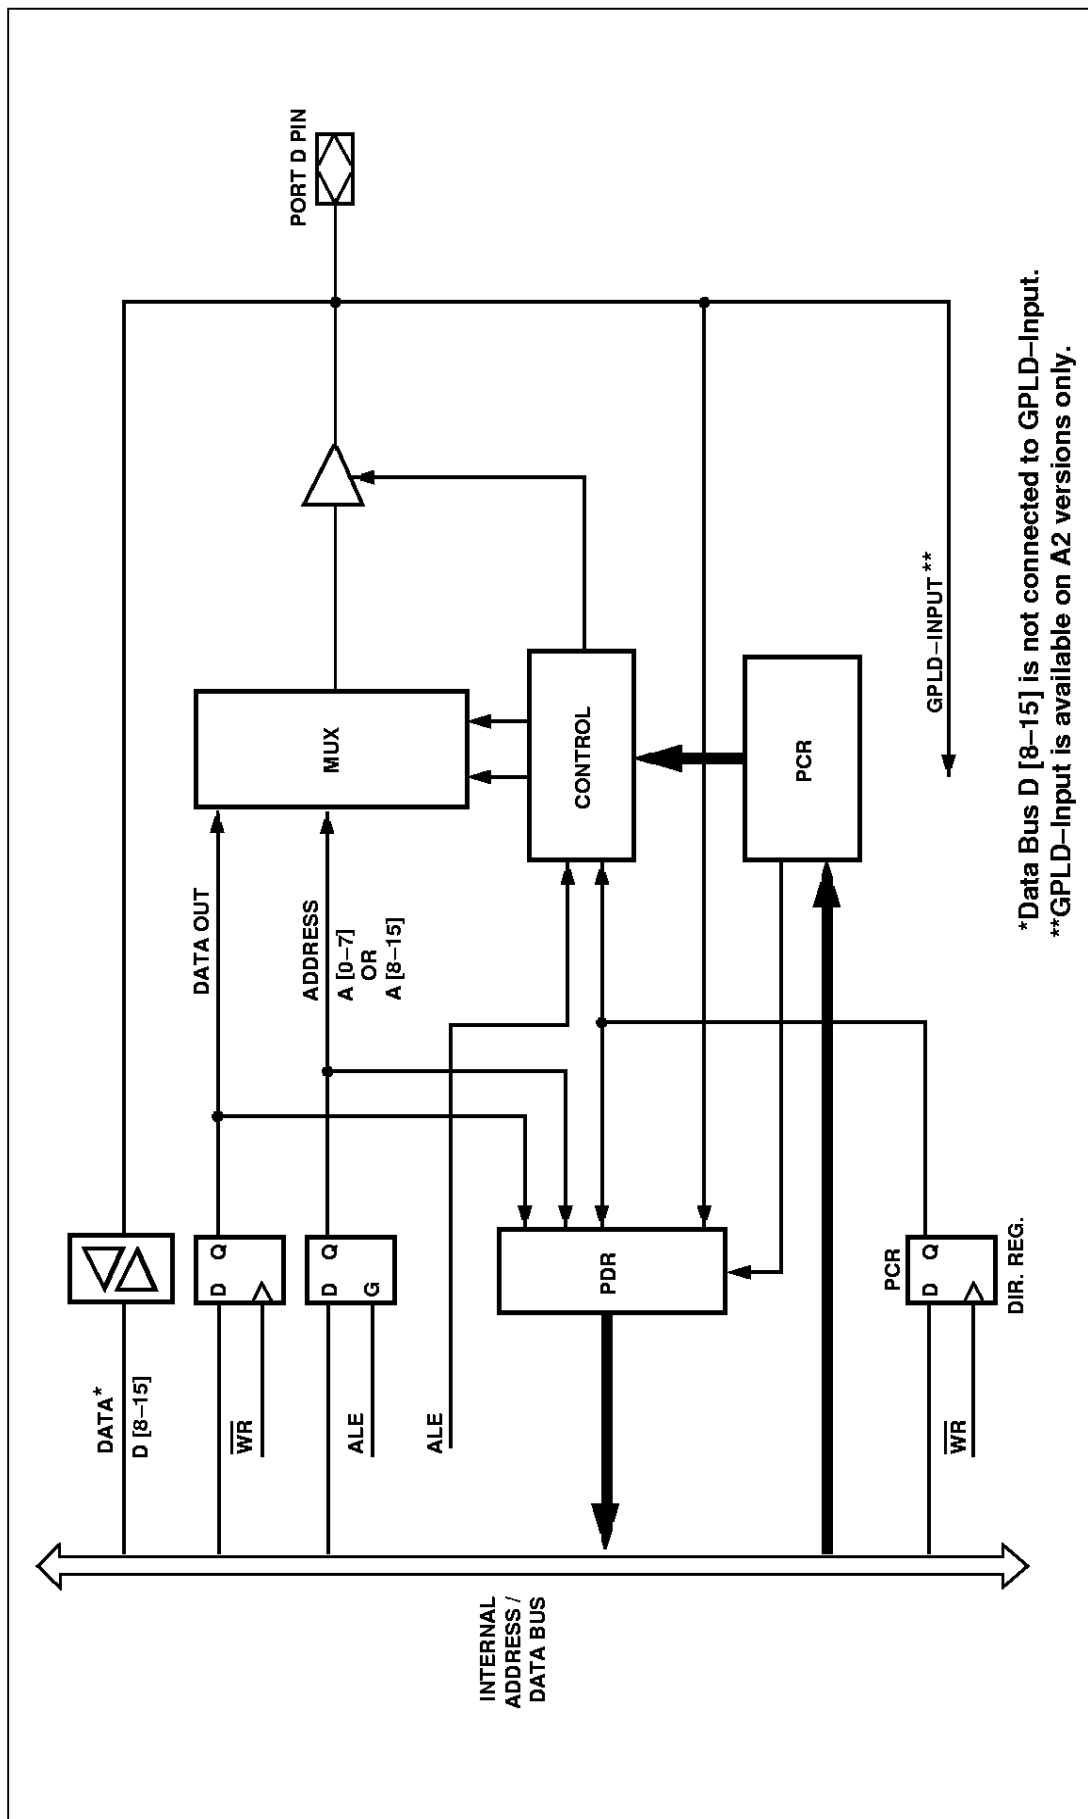 INTERNAL
ADDRESS /
DATA BUS
DATA*
D [8–15]
WR
D Q
ALE
D Q
G
ALE
DATA OUT
ADDRESS
A [0–7]
OR
A [8–15]
MUX
PORT D PIN
CONTROL
PDR
PCR
WR
PCR
D Q
DIR. REG.
GPLD–INPUT **
*Data Bus D [8–15] is not connected to GPLD–Input.
**GPLD–Input is available on A2 versions only.